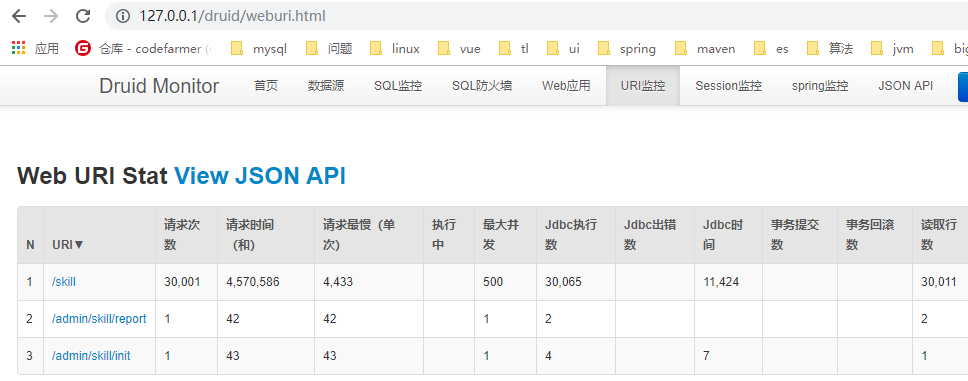 127.0.0.1/druid/weburi.html
应用 仓库 - codefarmer ( mysql 问题 linux vue tl ui spring maven es 算法 jvm big
Druid Monitor 首页 数据源 SQL监控 SQL防火墙 Web应用 URI监控 Session监控 spring监控 JSON API
Web URI Stat View JSON API
N URI▼ 请求次数 请求时间（和） 请求最慢（单次） 执行中 最大并发 Jdbc执行数 Jdbc出错数 Jdbc时间 事务提交数 事务回滚数 读取行数
1 /skill 30,001 4,570,586 4,433 500 30,065 11,424 30,011
2 /admin/skill/report 1 42 42 1 2 2
3 /admin/skill/init 1 43 43 1 4 7 1